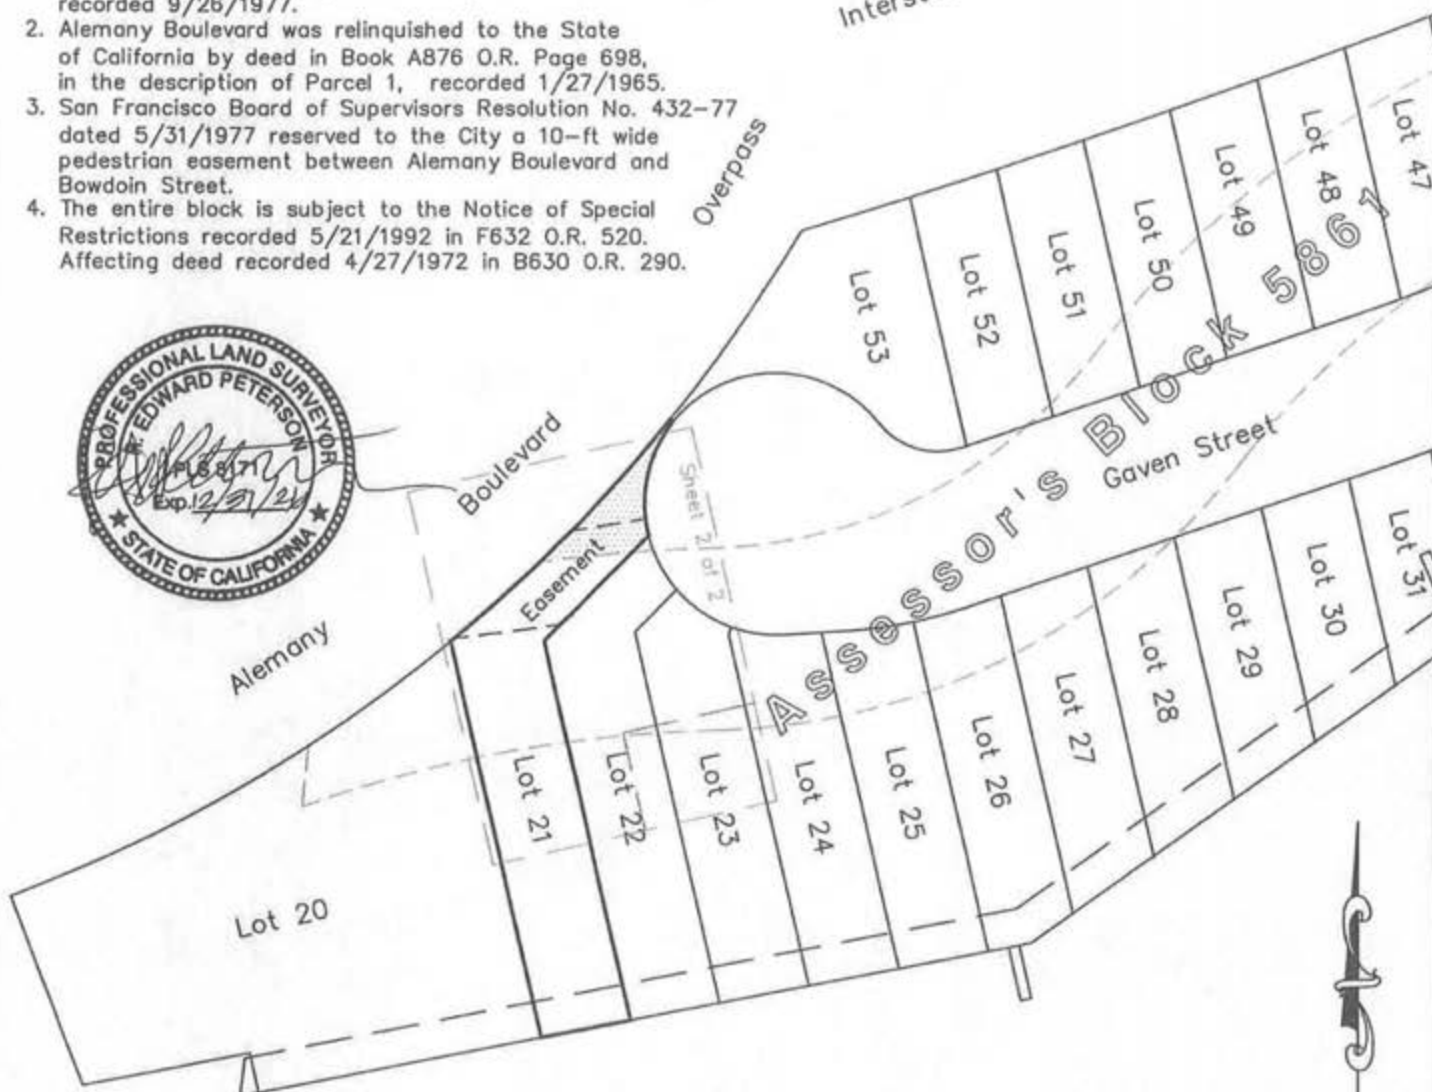 recorded 9/26/1977.
2. Alemany Boulevard was relinquished to the State
of California by deed in Book A876 O.R. Page 698,
in the description of Parcel 1, recorded 1/27/1965.
3. San Francisco Board of Supervisors Resolution No. 432-77
dated 5/31/1977 reserved to the City a 10-ft wide
pedestrian easement between Alemany Boulevard and
Bowdoin Street.
4. The entire block is subject to the Notice of Special
Restrictions recorded 5/21/1992 in F632 O.R. 520.
Affecting deed recorded 4/27/1972 in B630 O.R. 290.
Overpass
PROFESSIONAL LAND SURVEYOR
EDWARD PETERSON
PLS 8171
Exp. 12/31/21
STATE OF CALIFORNIA
Alemany
Boulevard
Easement
Sheet 2 of 2
Gaven Street
Assessor's Block 5861
Lot 53
Lot 52
Lot 51
Lot 50
Lot 49
Lot 48
Lot 47
Lot 20
Lot 21
Lot 22
Lot 23
Lot 24
Lot 25
Lot 26
Lot 27
Lot 28
Lot 29
Lot 30
Lot 31